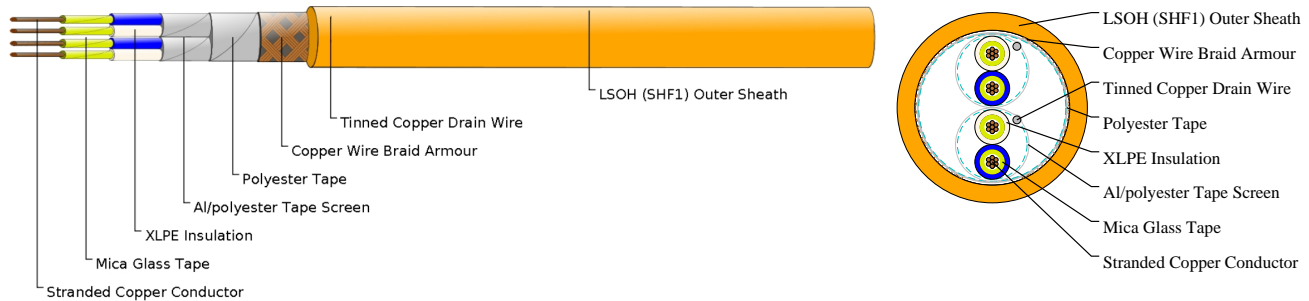 LSOH (SHF1) Outer Sheath
Tinned Copper Drain Wire
Copper Wire Braid Armour
Polyester Tape
Al/polyester Tape Screen
XLPE Insulation
Mica Glass Tape
Stranded Copper Conductor
LSOH (SHF1) Outer Sheath
Copper Wire Braid Armour
Tinned Copper Drain Wire
Polyester Tape
XLPE Insulation
Al/polyester Tape Screen
Mica Glass Tape
Stranded Copper Conductor